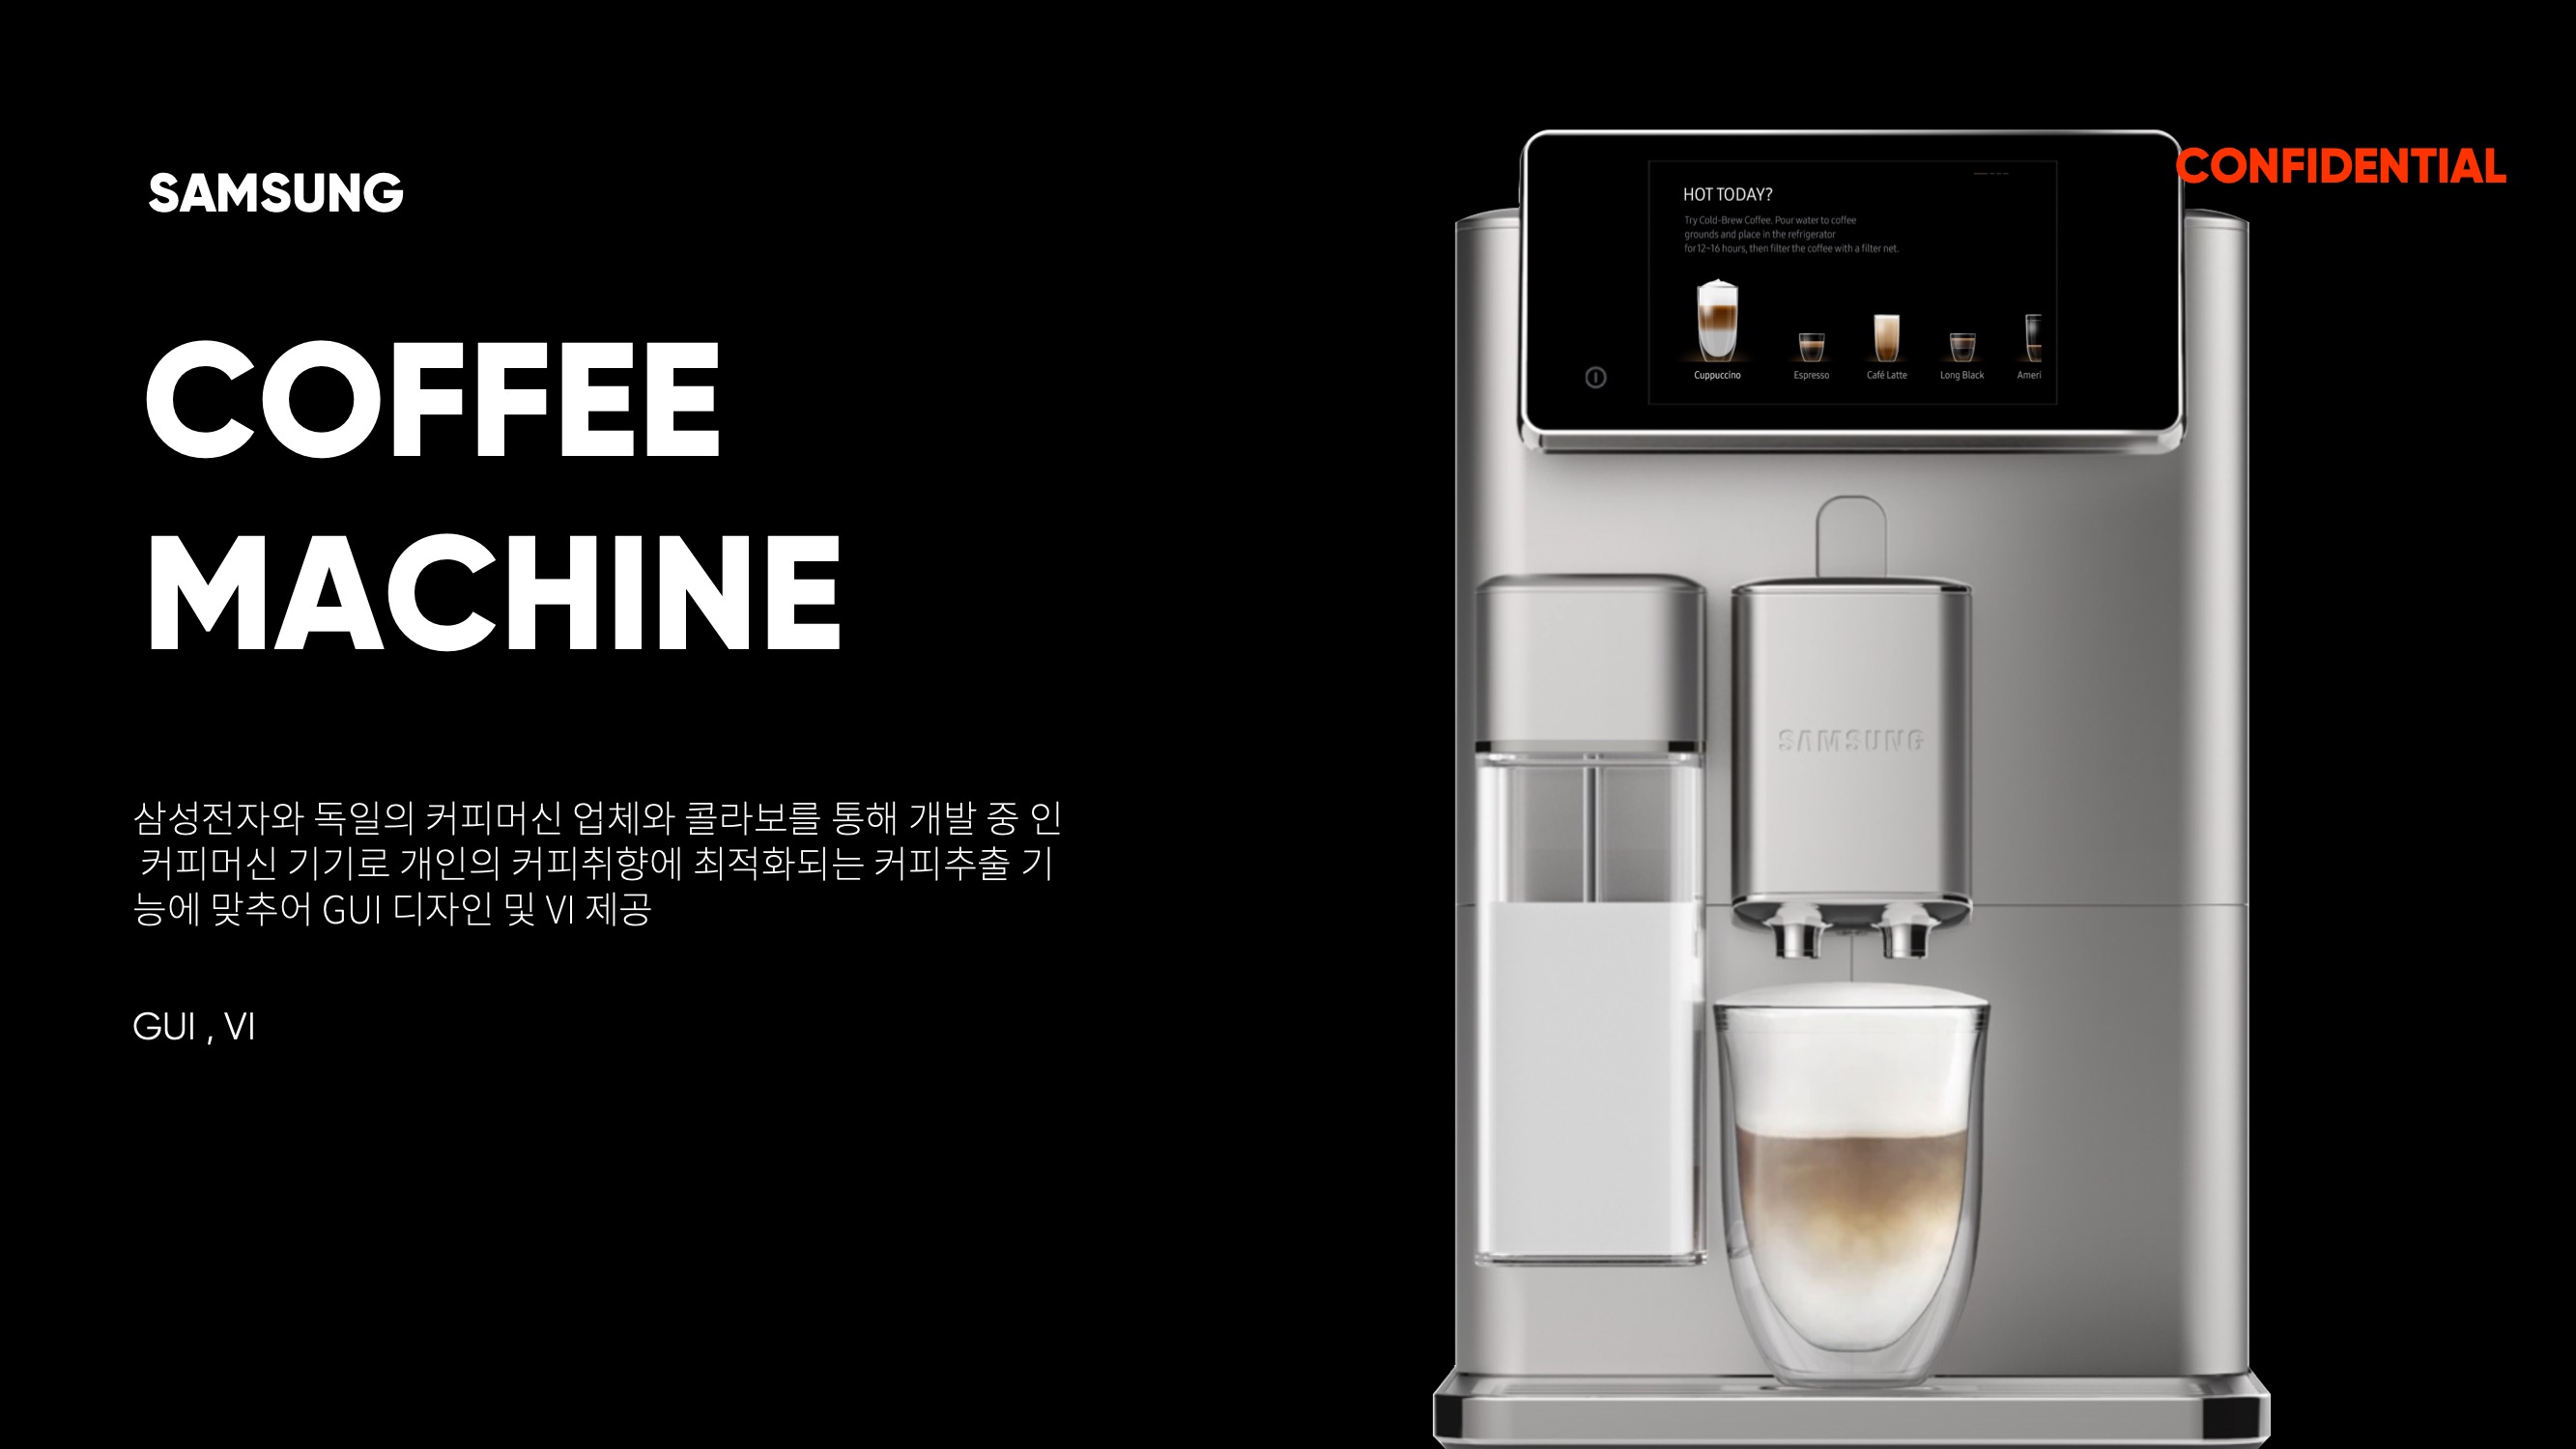 SAMSUNG
CONFIDENTIAL
COFFEE
MACHINE
삼성전자와 독일의 커피머신 업체와 콜라보를 통해 개발 중 인
커피머신 기기로 개인의 커피취향에 최적화되는 커피추출 기
능에 맞추어 GUI 디자인 및 VI 제공
GUI , VI
HOT TODAY?
Try Cold-Brew Coffee. Pour water to coffee
grounds and place in the refrigerator
for 12~16 hours, then filter the coffee with a filter net.
Cuppuccino Espresso Café Latte Long Black Ameri
SAMSUNG